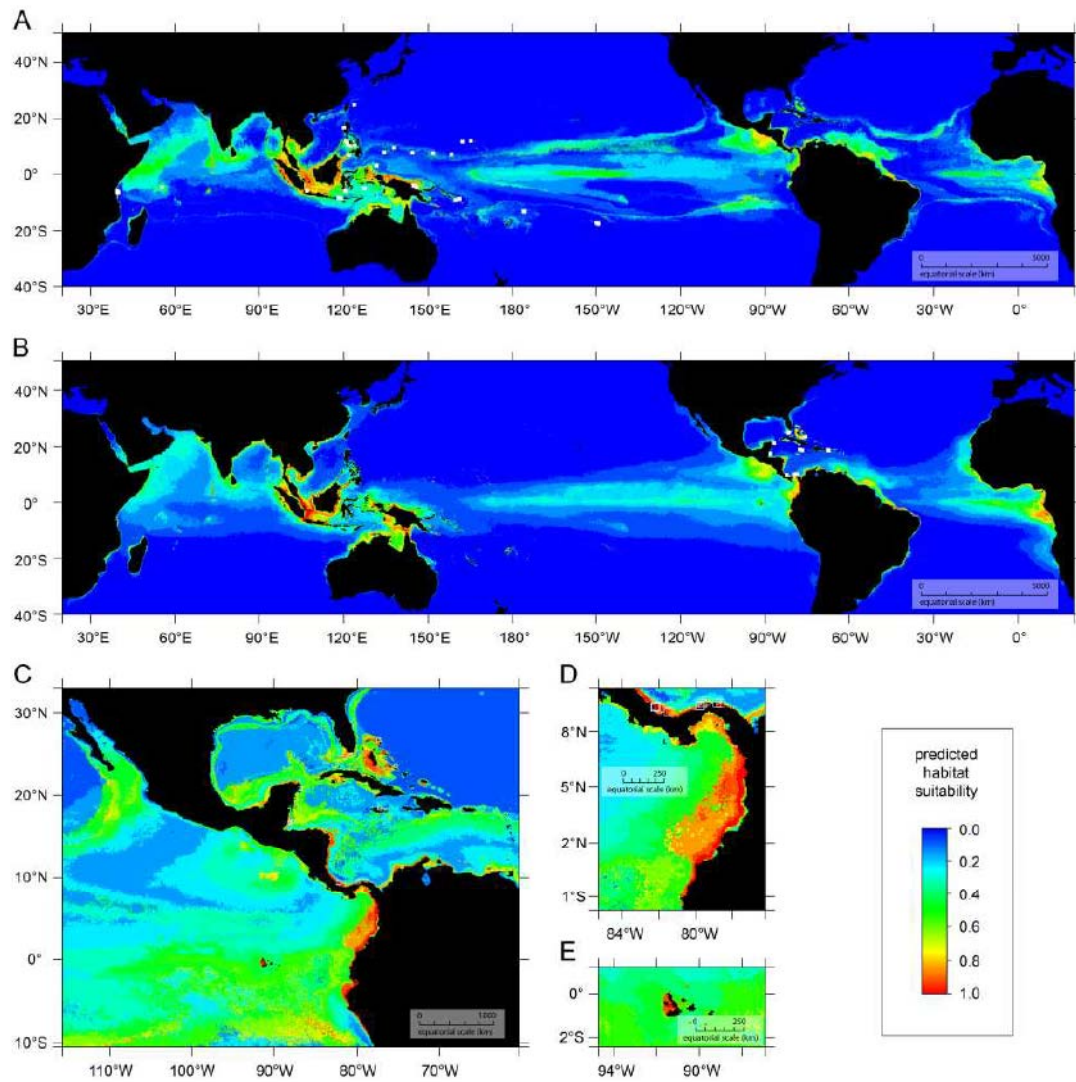 A
40°N
20°N
0°
20°S
40°S
0 5000
equatorial scale (km)
30°E 60°E 90°E 120°E 150°E 184° 150°W 120°W 90°W 60°W 30°W 0°
B
40°N
20°N
0°
20°S
40°S
0 5000
equatorial scale (km)
30°E 60°E 90°E 120°E 150°E 184° 150°W 120°W 90°W 60°W 30°W 0°
C
30°N
20°N
10°N
0°
10°S
0 1000
equatorial scale (km)
110°W 100°W 90°W 80°W 70°W
D
8°N
5°N
2°N
1°S
0 250
equatorial scale (km)
84°W 80°W
E
0°
2°S
0 250
equatorial scale (km)
94°W 90°W
predicted
habitat
suitability
0.0
0.2
0.4
0.6
0.8
1.0